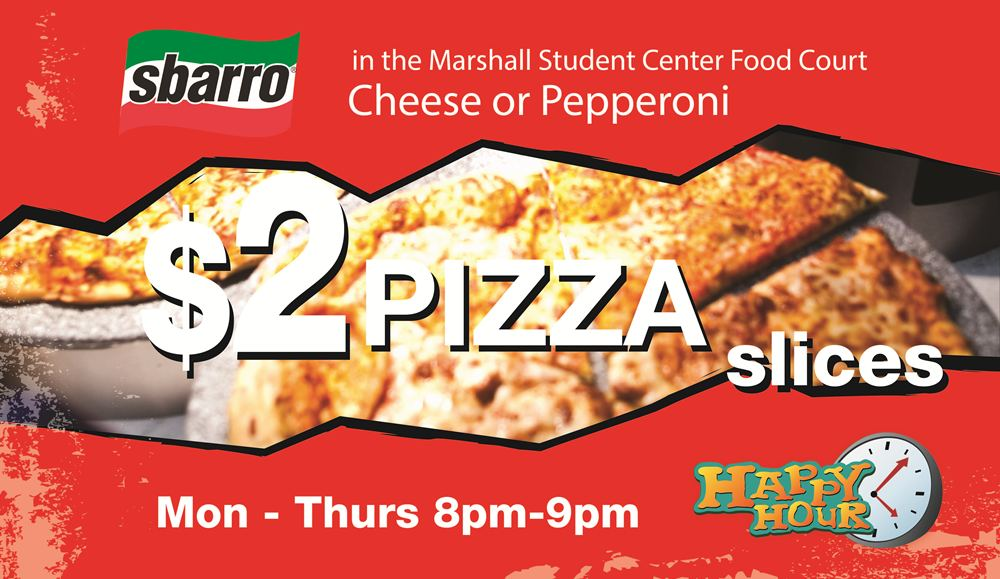 sbarro
in the Marshall Student Center Food Court
Cheese or Pepperoni
$2 PIZZA
slices
Mon - Thurs 8pm-9pm
HAPPY
HOUR